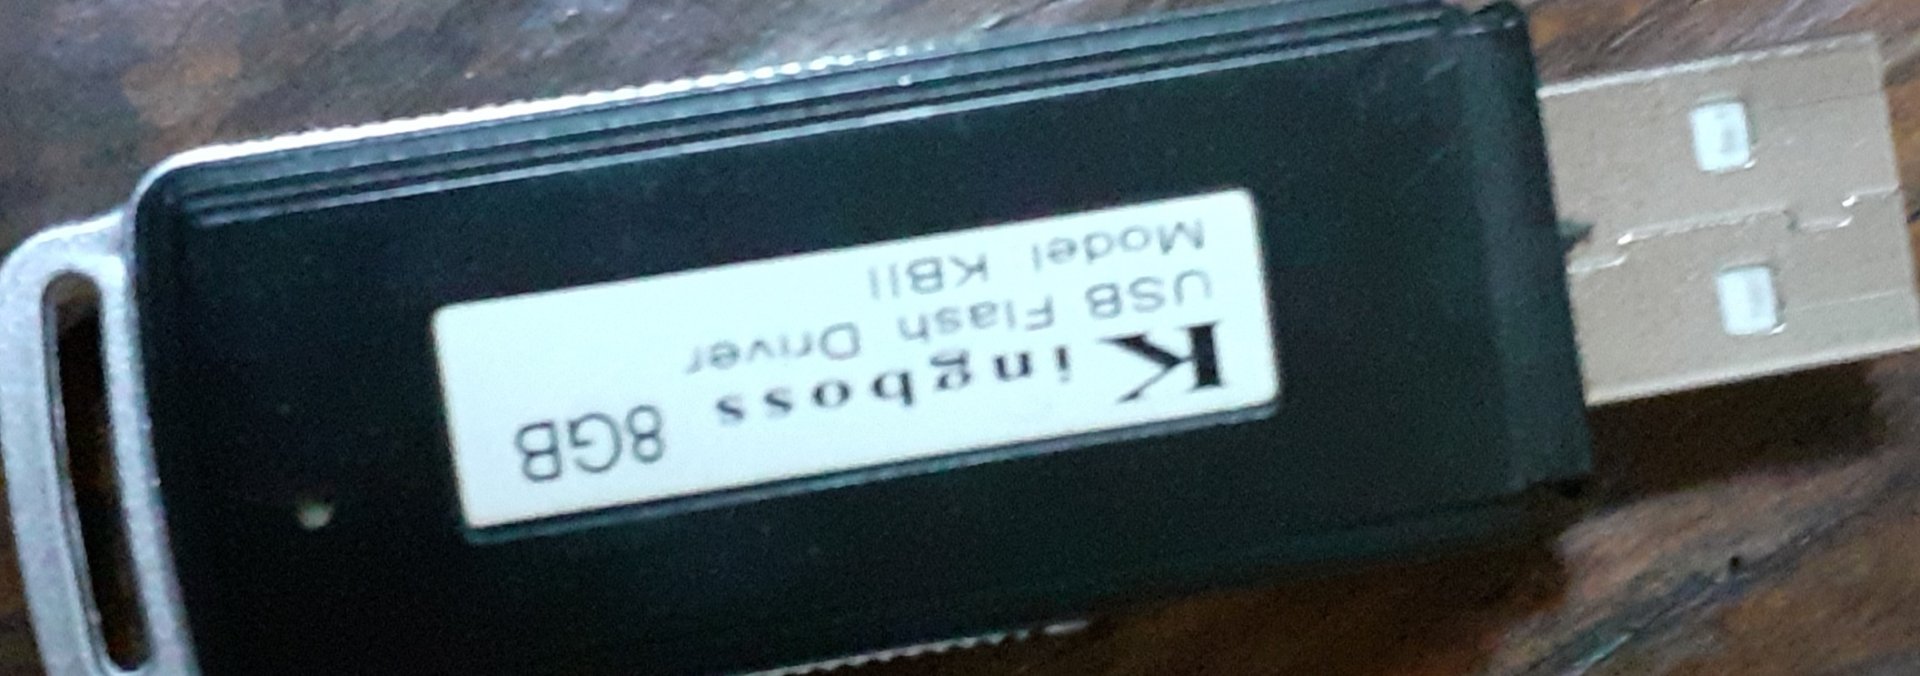 Kingboss 8GB
USB Flash Driver
Model KBII